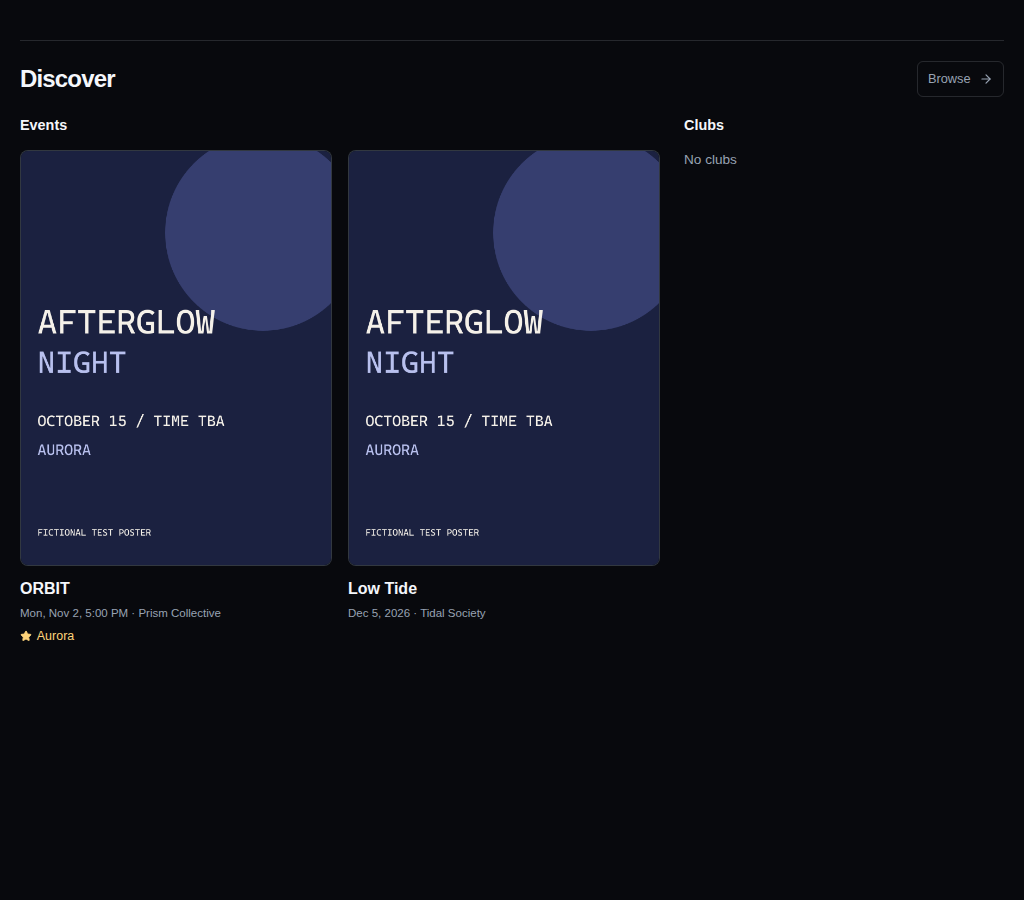 Discover
Browse
Events
Clubs
No clubs
AFTERGLOW
NIGHT
OCTOBER 15 / TIME TBA
AURORA
FICTIONAL TEST POSTER
ORBIT
Mon, Nov 2, 5:00 PM · Prism Collective
Aurora
AFTERGLOW
NIGHT
OCTOBER 15 / TIME TBA
AURORA
FICTIONAL TEST POSTER
Low Tide
Dec 5, 2026 · Tidal Society